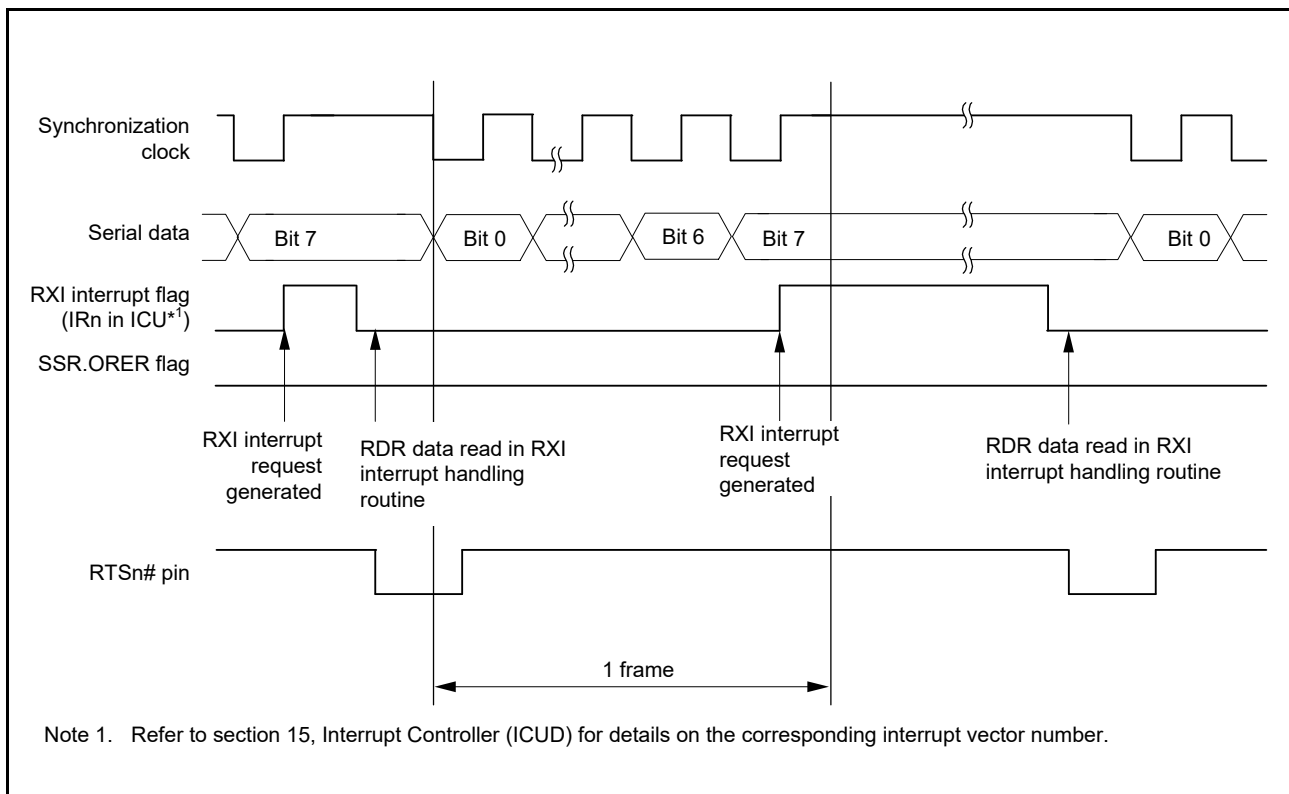 Synchronization
clock
Serial data
Bit 7
Bit 0
Bit 6
Bit 7
Bit 0
RXI interrupt flag
(IRn in ICU*1)
SSR.ORER flag
RXI interrupt
request
generated
RDR data read in RXI
interrupt handling
routine
RXI interrupt
request
generated
RDR data read in RXI
interrupt handling routine
RTSn# pin
1 frame
Note 1. Refer to section 15, Interrupt Controller (ICUD) for details on the corresponding interrupt vector number.